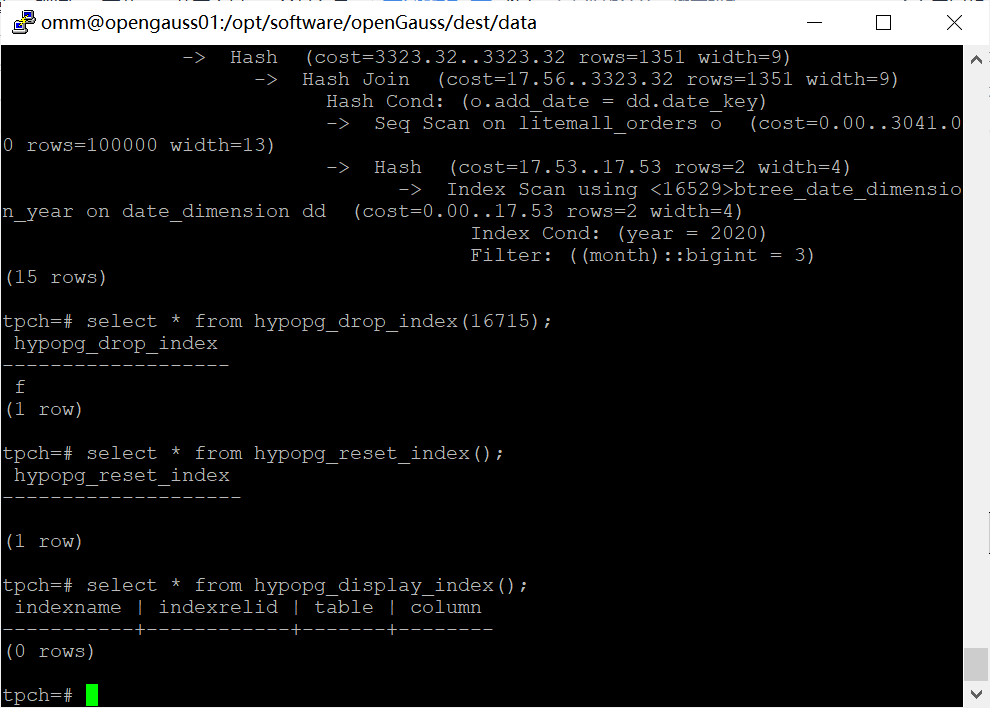 omm@opengauss01:/opt/software/openGauss/dest/data
-> Hash (cost=3323.32..3323.32 rows=1351 width=9)
-> Hash Join (cost=17.56..3323.32 rows=1351 width=9)
Hash Cond: (o.add_date = dd.date_key)
-> Seq Scan on litemall_orders o (cost=0.00..3041.0
0 rows=100000 width=13)
-> Hash (cost=17.53..17.53 rows=2 width=4)
-> Index Scan using <16529>btree_date_dimensio
n_year on date_dimension dd (cost=0.00..17.53 rows=2 width=4)
Index Cond: (year = 2020)
Filter: ((month)::bigint = 3)
(15 rows)
tpch=# select * from hypopg_drop_index(16715);
hypopg_drop_index
-------------------
f
(1 row)
tpch=# select * from hypopg_reset_index();
hypopg_reset_index
--------------------
(1 row)
tpch=# select * from hypopg_display_index();
indexname | indexrelid | table | column
-----------+------------+-------+--------
(0 rows)
tpch=#